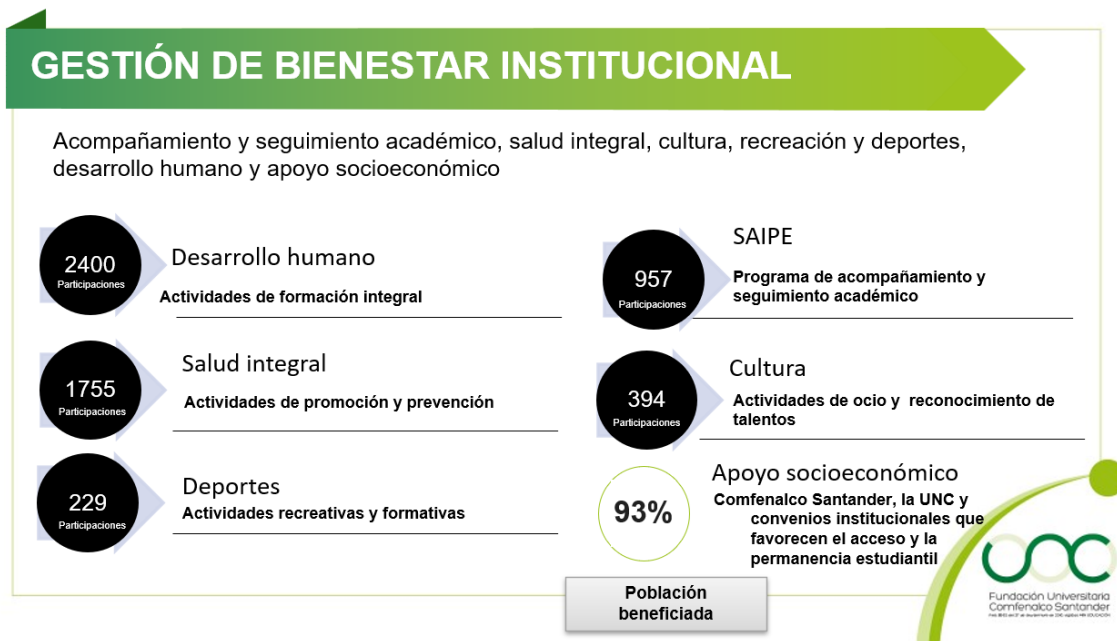 GESTIÓN DE BIENESTAR INSTITUCIONAL
Acompañamiento y seguimiento académico, salud integral, cultura, recreación y deportes,
desarrollo humano y apoyo socioeconómico
2400
Participaciones
Desarrollo humano
Actividades de formación integral
1755
Participaciones
Salud integral
Actividades de promoción y prevención
229
Participaciones
Deportes
Actividades recreativas y formativas
957
Participaciones
SAIPE
Programa de acompañamiento y
seguimiento académico
394
Participaciones
Cultura
Actividades de ocio y reconocimiento de
talentos
93%
Apoyo socioeconómico
Comfenalco Santander, la UNC y
convenios institucionales que
favorecen el acceso y la
permanencia estudiantil
Población
beneficiada
UNC
Fundación Universitaria
Comfenalco Santander